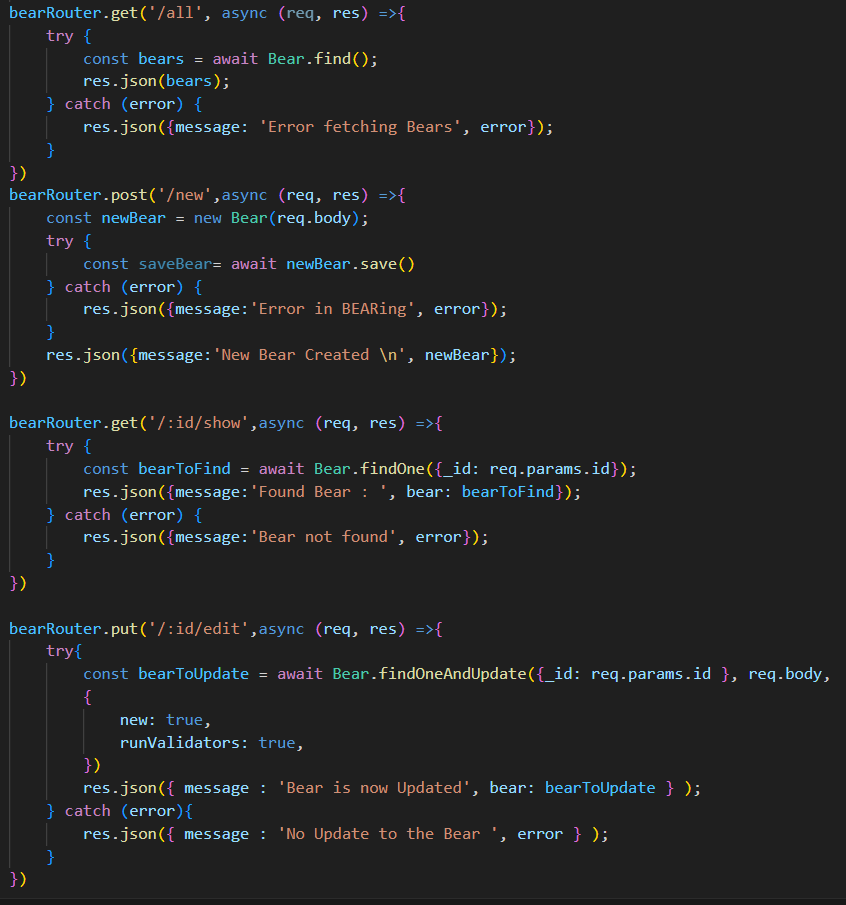 bearRouter.get('/all', async (req, res) =>{
    try {
        const bears = await Bear.find();
        res.json(bears);
    } catch (error) {
        res.json({message: 'Error fetching Bears', error});
    }
})
bearRouter.post('/new',async (req, res) =>{
    const newBear = new Bear(req.body);
    try {
        const saveBear= await newBear.save()
    } catch (error) {
        res.json({message:'Error in BEARing', error});
    }
    res.json({message:'New Bear Created \n', newBear});
})

bearRouter.get('/:id/show',async (req, res) =>{
    try {
        const bearToFind = await Bear.findOne({_id: req.params.id});
        res.json({message:'Found Bear : ', bear: bearToFind});
    } catch (error) {
        res.json({message:'Bear not found', error});
    }
})

bearRouter.put('/:id/edit',async (req, res) =>{
    try{
        const bearToUpdate = await Bear.findOneAndUpdate({_id: req.params.id }, req.body,
        {
            new: true,
            runValidators: true,
        })
        res.json({ message : 'Bear is now Updated', bear: bearToUpdate } );
    } catch (error){
        res.json({ message : 'No Update to the Bear ', error } );
    }
})